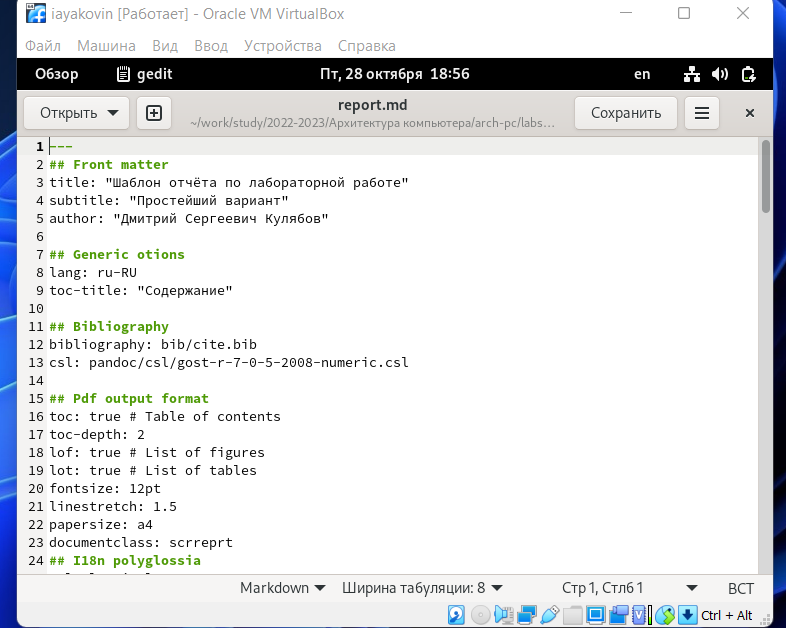 iayakovin [Работает] - Oracle VM VirtualBox
Файл Машина Вид Ввод Устройства Справка
Обзор gedit Пт, 28 октября 18:56 en
Открыть report.md Сохранить
~/work/study/2022-2023/Архитектура компьютера/arch-pc/labs…
1 ---
2 ## Front matter
3 title: "Шаблон отчёта по лабораторной работе"
4 subtitle: "Простейший вариант"
5 author: "Дмитрий Сергеевич Кулябов"
6
7 ## Generic otions
8 lang: ru-RU
9 toc-title: "Содержание"
10
11 ## Bibliography
12 bibliography: bib/cite.bib
13 csl: pandoc/csl/gost-r-7-0-5-2008-numeric.csl
14
15 ## Pdf output format
16 toc: true # Table of contents
17 toc-depth: 2
18 lof: true # List of figures
19 lot: true # List of tables
20 fontsize: 12pt
21 linestretch: 1.5
22 papersize: a4
23 documentclass: scrreprt
24 ## I18n polyglossia
Markdown Ширина табуляции: 8 Стр 1, Стлб 1 ВСТ
Ctrl + Alt